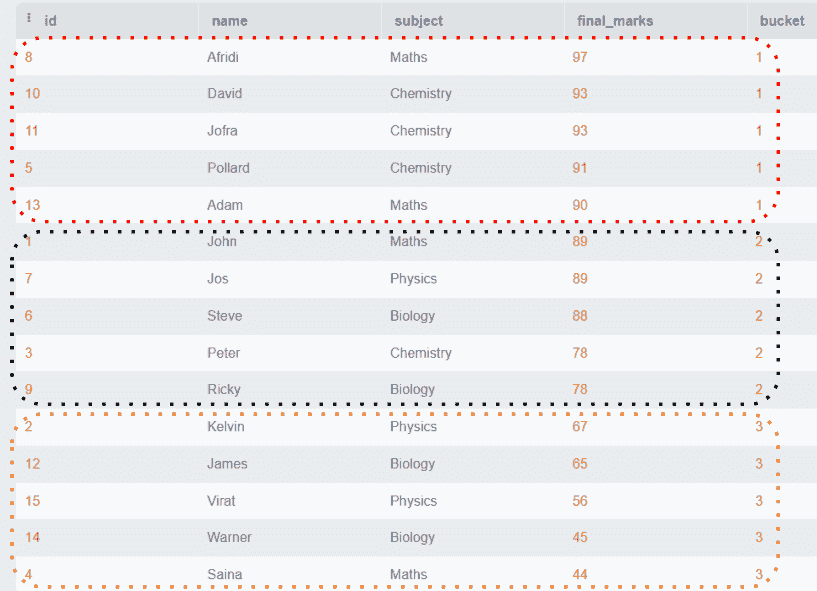 id name subject final_marks bucket
8 Afridi Maths 97 1
10 David Chemistry 93 1
11 Jofra Chemistry 93 1
5 Pollard Chemistry 91 1
13 Adam Maths 90 1
1 John Maths 89 2
7 Jos Physics 89 2
6 Steve Biology 88 2
3 Peter Chemistry 78 2
9 Ricky Biology 78 2
2 Kelvin Physics 67 3
12 James Biology 65 3
15 Virat Physics 56 3
14 Warner Biology 45 3
4 Saina Maths 44 3